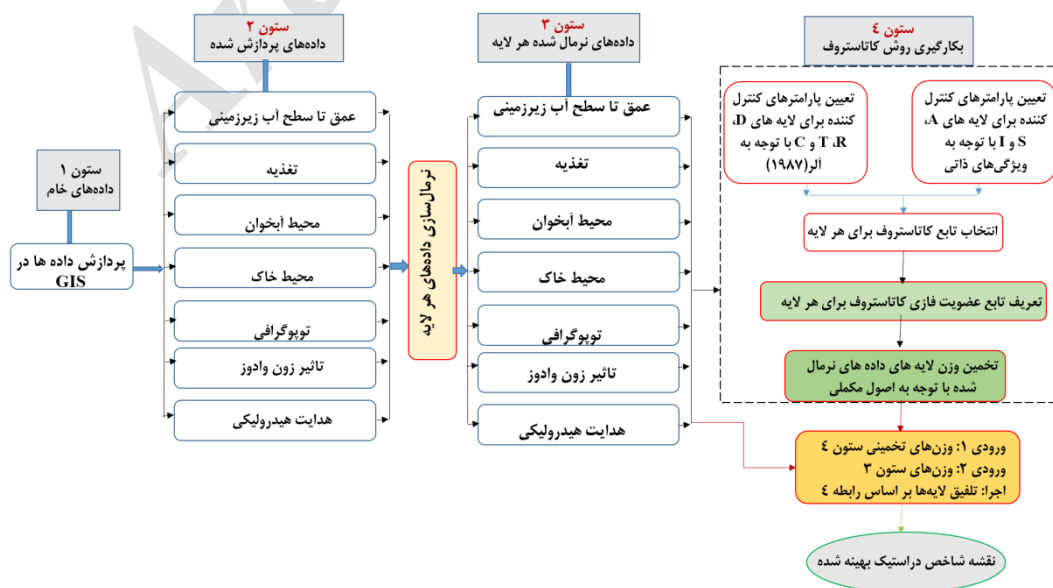 ستون ۱
داده‌های خام
پردازش داده ها در
GIS
ستون ۲
داده‌های پردازش شده
عمق تا سطح آب زیرزمینی
تغذیه
محیط آبخوان
محیط خاک
توپوگرافی
تاثیر زون وادوز
هدایت هیدرولیکی
نرمال‌سازی داده‌های هر لایه
ستون ۳
داده‌های نرمال شده هر لایه
عمق تا سطح آب زیرزمینی
تغذیه
محیط آبخوان
محیط خاک
توپوگرافی
تاثیر زون وادوز
هدایت هیدرولیکی
ستون ۴
بکارگیری روش کاتاستروف
تعیین پارامترهای کنترل
کننده برای لایه های A،
S و I با توجه به
ویژگی‌های ذاتی
تعیین پارامترهای کنترل
کننده برای لایه های D،
T ،R و C با توجه به
آلر(۱۹۸۷)
انتخاب تابع کاتاستروف برای هر لایه
تعریف تابع عضویت فازی کاتاستروف برای هر لایه
تخمین وزن لایه های داده های نرمال
شده با توجه به اصول مکملی
ورودی ۱: وزن‌های تخمینی ستون ۴
ورودی ۲: وزن‌های ستون ۳
اجرا: تلفیق لایه‌ها بر اساس رابطه ۴
نقشه شاخص دراستیک بهینه شده